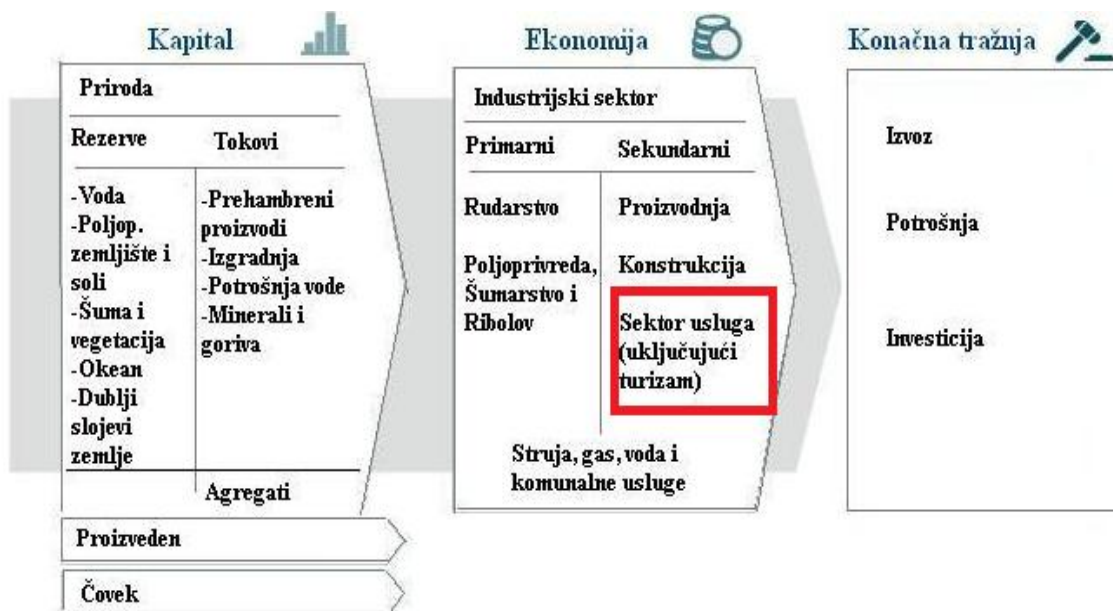 Kapital
Priroda
Rezerve
Tokovi
-Voda
-Poljop.
zemljište i
soli
-Šuma i
vegetacija
-Okean
-Dublji
slojevi
zemlje
-Prehambreni
proizvodi
-Izgradnja
-Potrošnja vode
-Minerali i
goriva
Agregati
Proizveden
Čovek
Ekonomija
Industrijski sektor
Primarni
Sekundarni
Rudarstvo
Poljoprivreda,
Šumarstvo i
Ribolov
Proizvodnja
Konstrukcija
Sektor usluga
(uključujući
turizam)
Struja, gas, voda i
komunalne usluge
Konačna tražnja
Izvoz
Potrošnja
Investicija